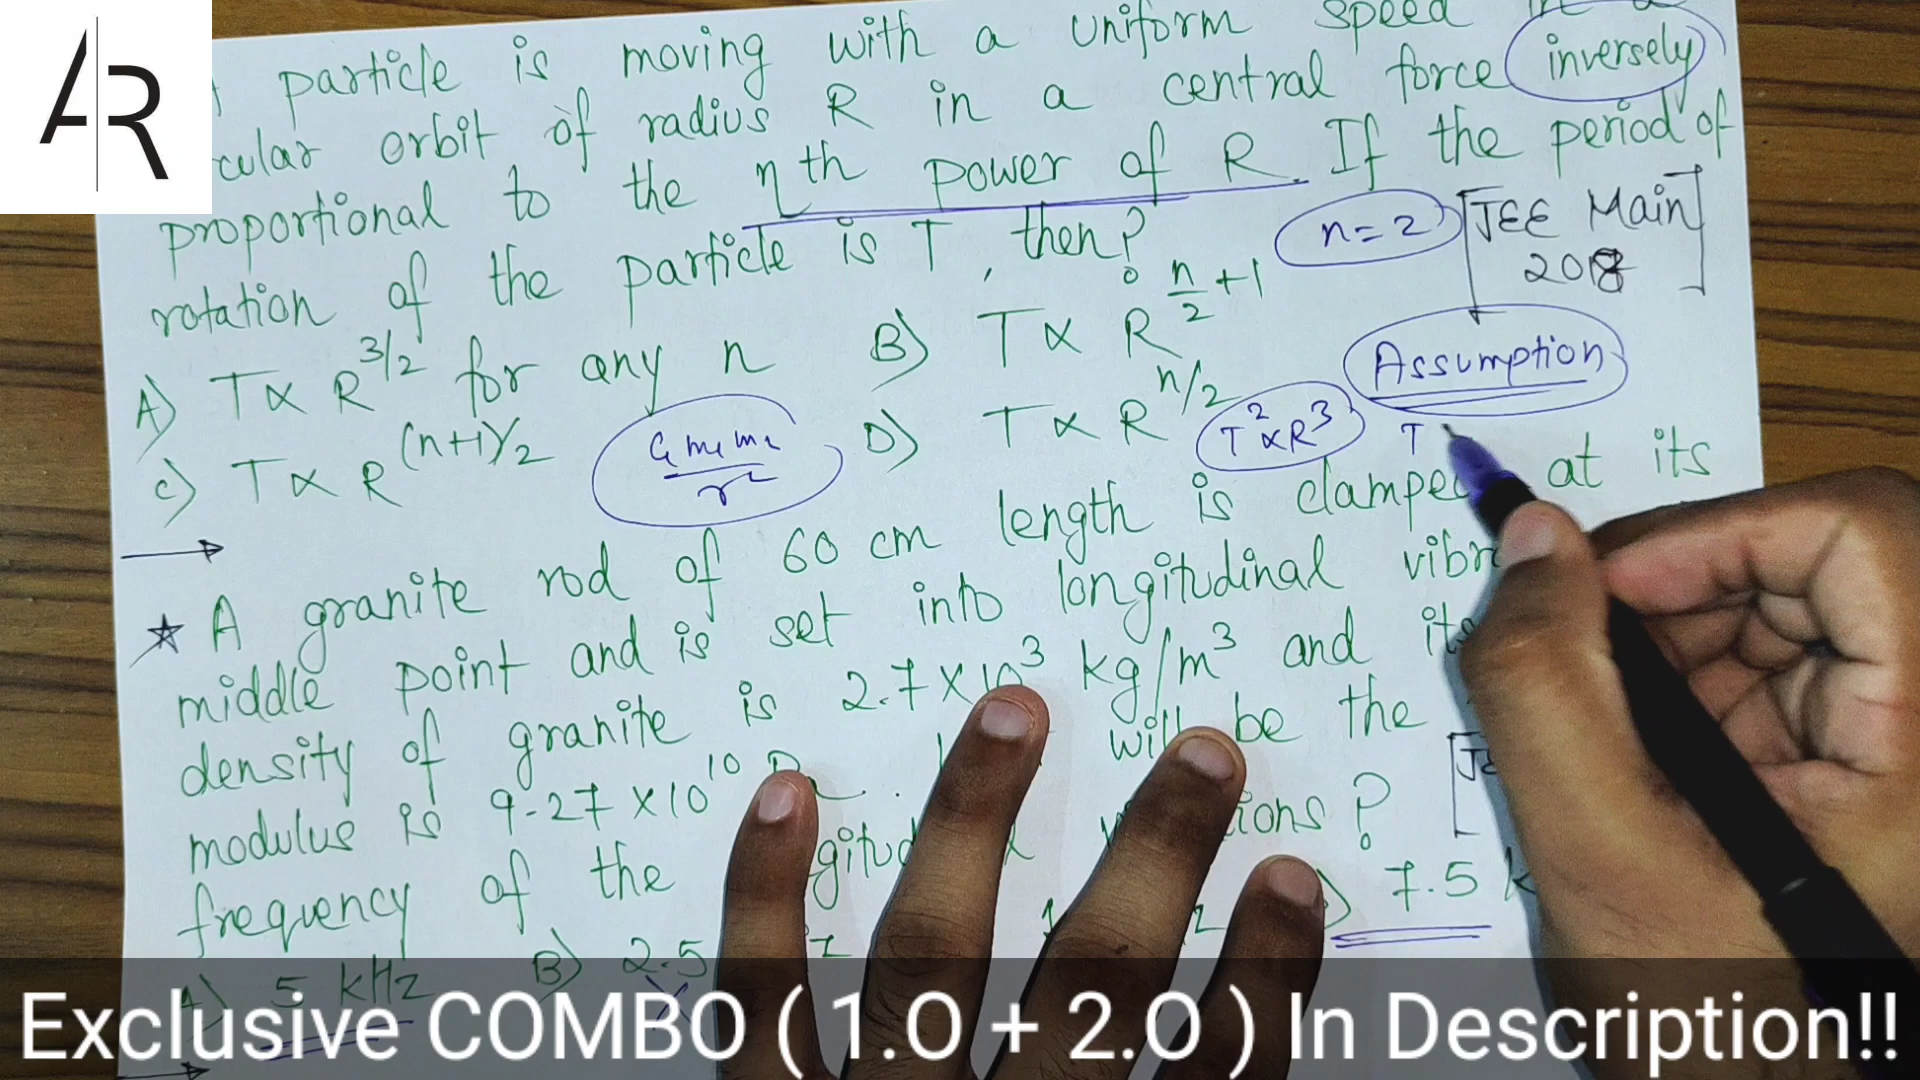 AR
particle is moving with a uniform speed in a
cular orbit of radius R in a central force inversely
proportional to the nth power of R. If the period of
rotation of the particle is T, then?
n=2
[JEE Main
2018]
A) T∝ R^3/2 for any n
B) T∝ R^n/2+1
C) T∝ R^(n+1)/2
D) T∝ R^n/2
G m₁ m₂
r²
T²∝R³
Assumption
T
→
☆ A granite rod of 60 cm length is clamped at its
middle point and is set into longitudinal
density of granite is 2.7×10³ kg/m³ and its
modulus is 9.27×10¹⁰ will be the
frequency of the ?
A) 5 kHz
B) 2.5
7.5
Exclusive COMBO ( 1.O + 2.O ) In Description!!